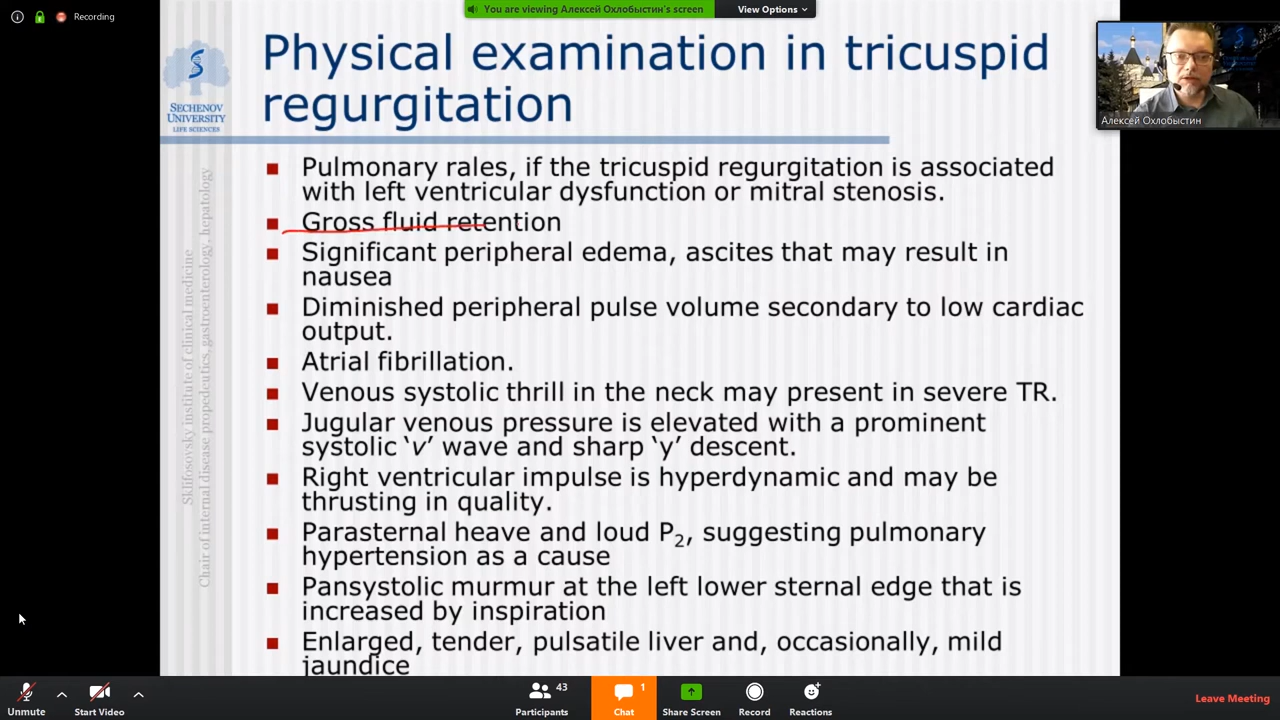 Recording
You are viewing Алексей Охлобыстин's screen
View Options
Physical examination in tricuspid
regurgitation
SECHENOV
UNIVERSITY
LIFE SCIENCES
Алексей Охлобыстин
Sklifosovsky institute of clinical medicine
Chair of internal disease propedeutics, gastroenterology, hepatology
Pulmonary rales, if the tricuspid regurgitation is associated
with left ventricular dysfunction or mitral stenosis.
Gross fluid retention
Significant peripheral edema, ascites that may result in
nausea
Diminished peripheral pulse volume secondary to low cardiac
output.
Atrial fibrillation.
Venous systolic thrill in the neck may present in severe TR.
Jugular venous pressure is elevated with a prominent
systolic ‘v’ wave and sharp ‘y’ descent.
Right ventricular impulse is hyperdynamic and may be
thrusting in quality.
Parasternal heave and loud P2, suggesting pulmonary
hypertension as a cause
Pansystolic murmur at the left lower sternal edge that is
increased by inspiration
Enlarged, tender, pulsatile liver and, occasionally, mild
jaundice
Unmute
Start Video
43
Participants
1
Chat
Share Screen
Record
Reactions
Leave Meeting